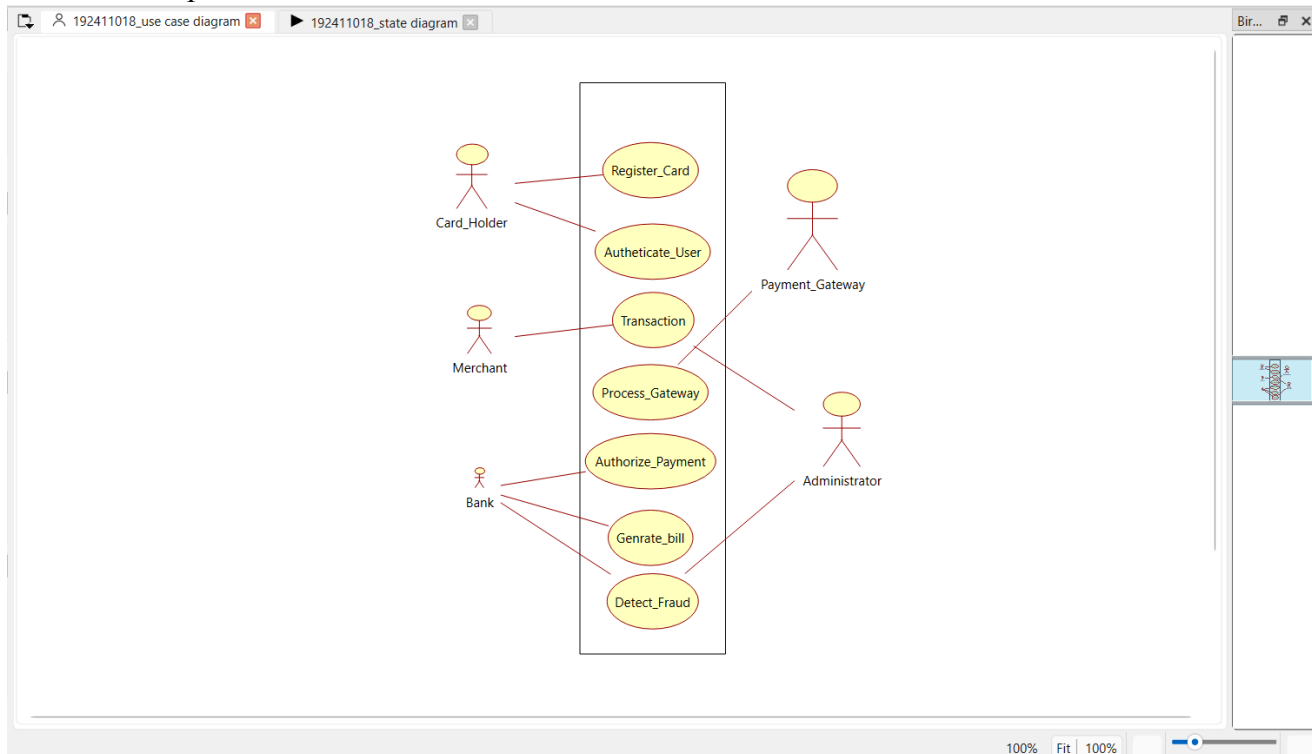 192411018_use case diagram
192411018_state diagram
Bir...
Register_Card
Card_Holder
Autheticate_User
Payment_Gateway
Transaction
Merchant
Process_Gateway
Authorize_Payment
Administrator
Bank
Genrate_bill
Detect_Fraud
100% Fit 100%